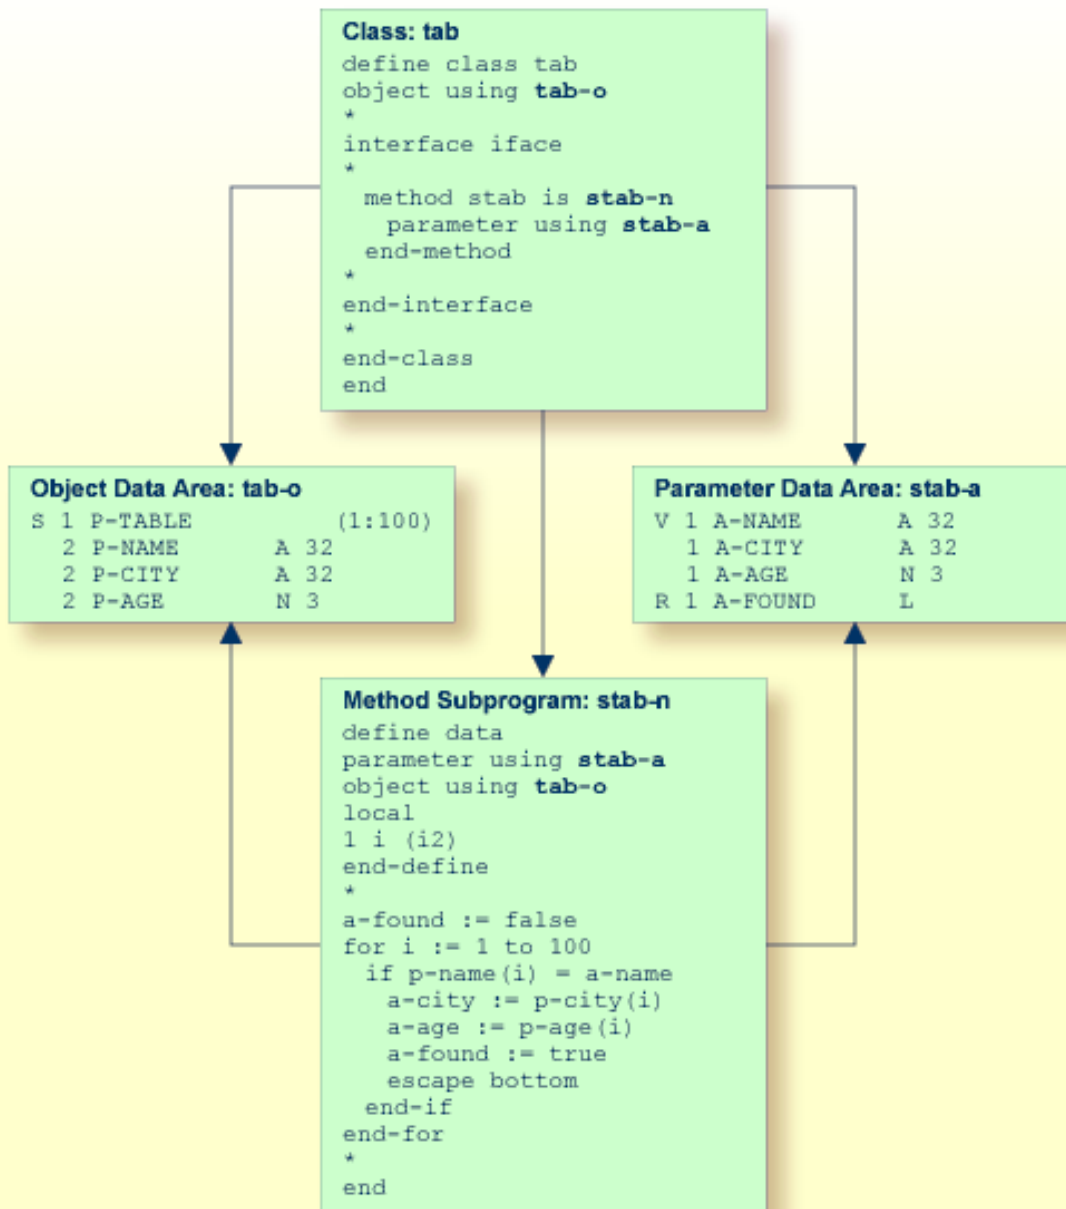 Class: tab
define class tab
object using tab-o
*
interface iface
*
method stab is stab-n
parameter using stab-a
end-method
*
end-interface
*
end-class
end
Object Data Area: tab-o
S 1 P-TABLE (1:100)
2 P-NAME A 32
2 P-CITY A 32
2 P-AGE N 3
Parameter Data Area: stab-a
V 1 A-NAME A 32
1 A-CITY A 32
1 A-AGE N 3
R 1 A-FOUND L
Method Subprogram: stab-n
define data
parameter using stab-a
object using tab-o
local
1 i (i2)
end-define
*
a-found := false
for i := 1 to 100
if p-name(i) = a-name
a-city := p-city(i)
a-age := p-age(i)
a-found := true
escape bottom
end-if
end-for
*
end